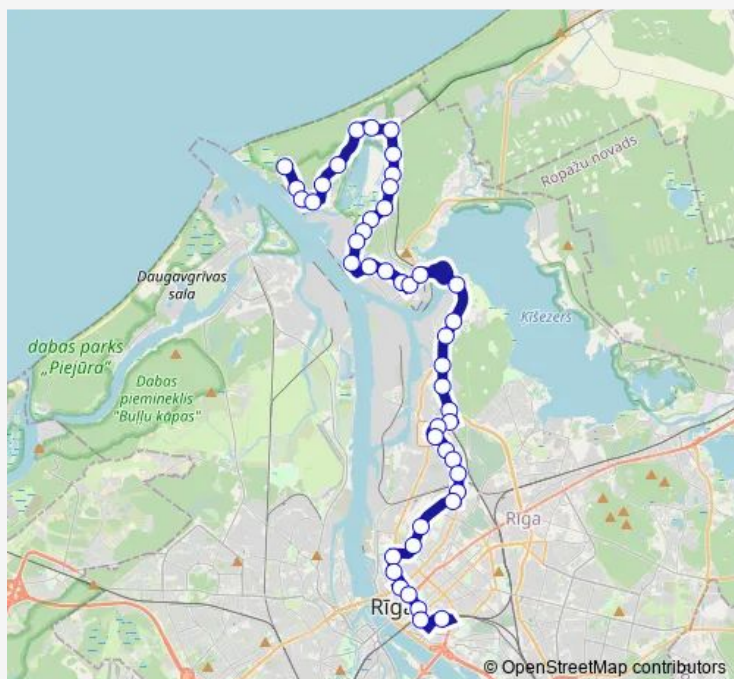 Ropažu novads
Daugavgrīvas
sala
Ķīšezers
dabas parks
"Piejūra"
Dabas
piemineklis
"Buļļu kāpas"
Rīga
Rīga
© OpenStreetMap contributors